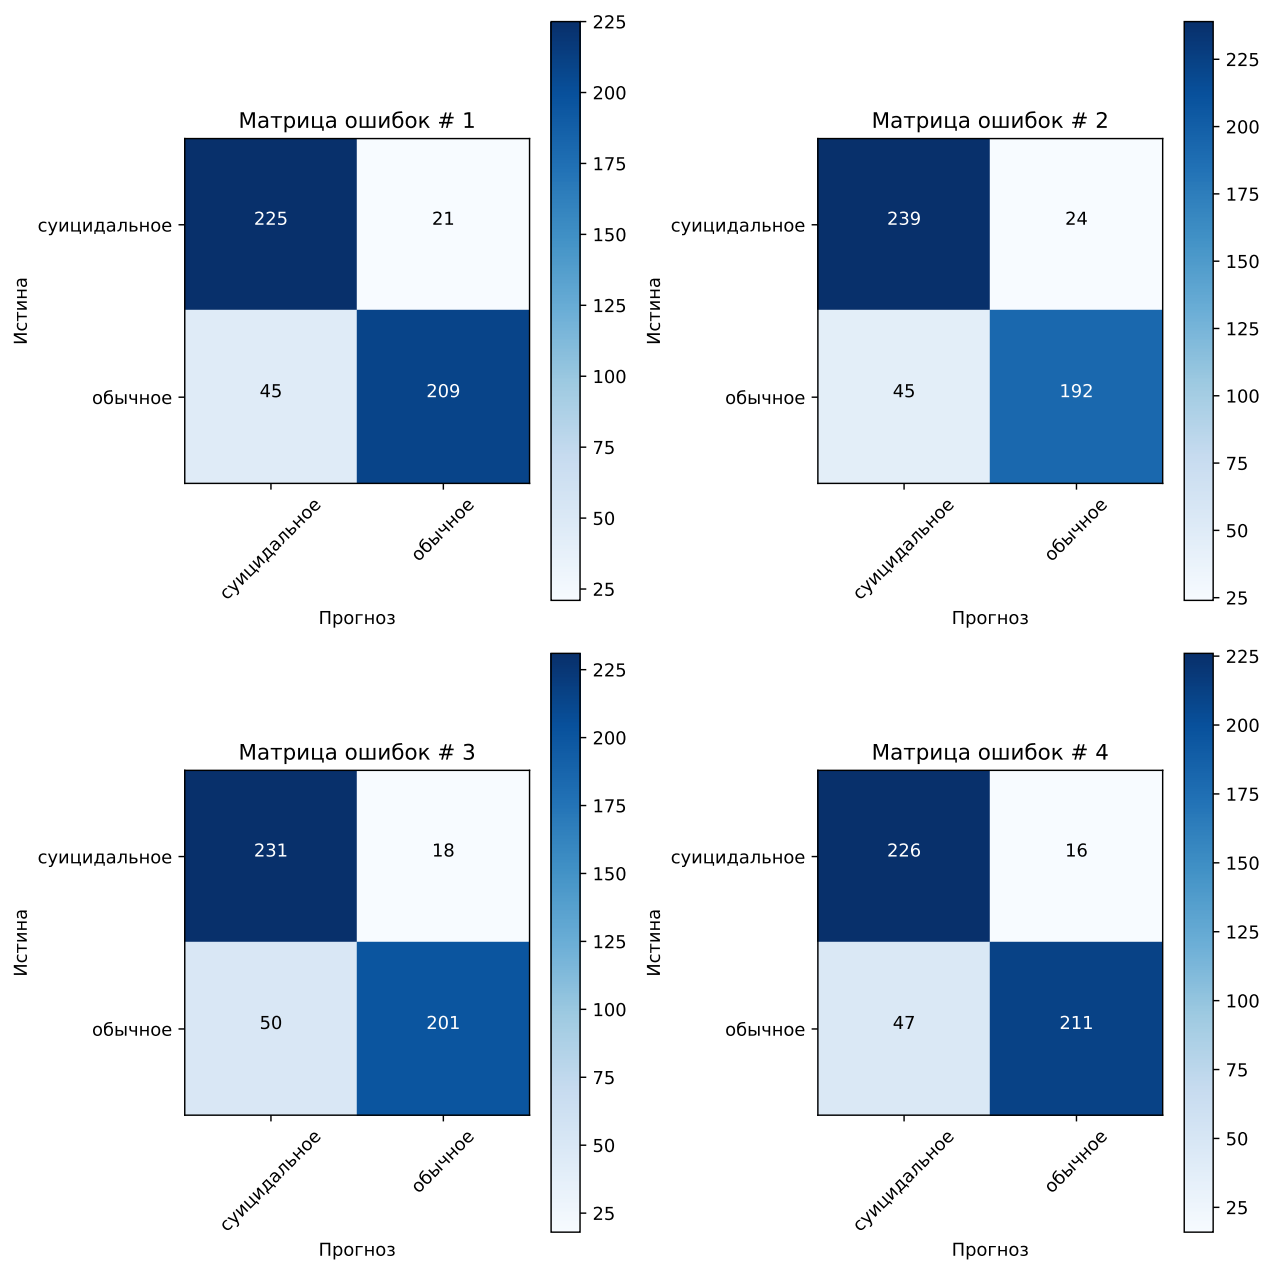 Матрица ошибок # 1
225
21
45
209
суицидальное
обычное
Истина
суицидальное
обычное
Прогноз
225
200
175
150
125
100
75
50
25
Матрица ошибок # 2
239
24
45
192
суицидальное
обычное
Истина
суицидальное
обычное
Прогноз
225
200
175
150
125
100
75
50
25
Матрица ошибок # 3
231
18
50
201
суицидальное
обычное
Истина
суицидальное
обычное
Прогноз
225
200
175
150
125
100
75
50
25
Матрица ошибок # 4
226
16
47
211
суицидальное
обычное
Истина
суицидальное
обычное
Прогноз
225
200
175
150
125
100
75
50
25